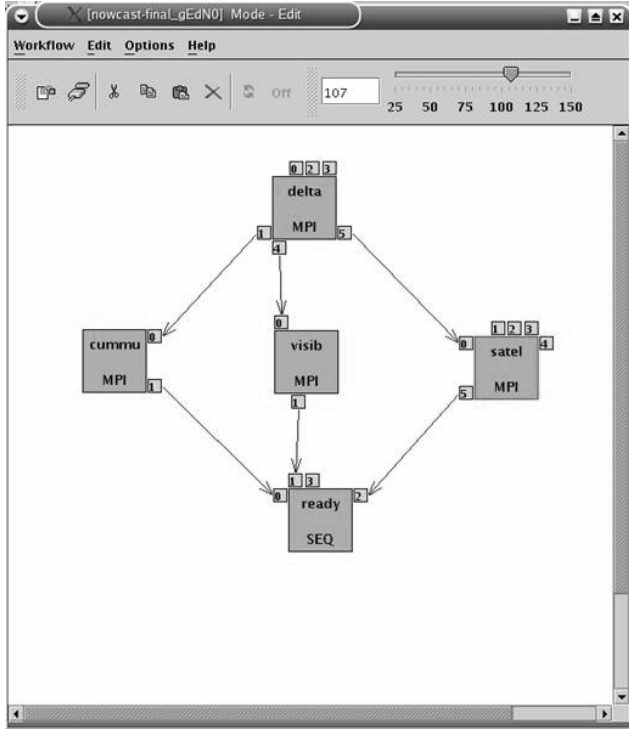 [nowcast-final_gEdN0] Mode - Edit
Workflow Edit Options Help
Off 107
25 50 75 100 125 150
0 2 3
delta
MPI
1 5
4
0
cummu
MPI
1
0
visib
MPI
1
1 2 3
0 4
satel
MPI
5
1 3
0 2
ready
SEQ